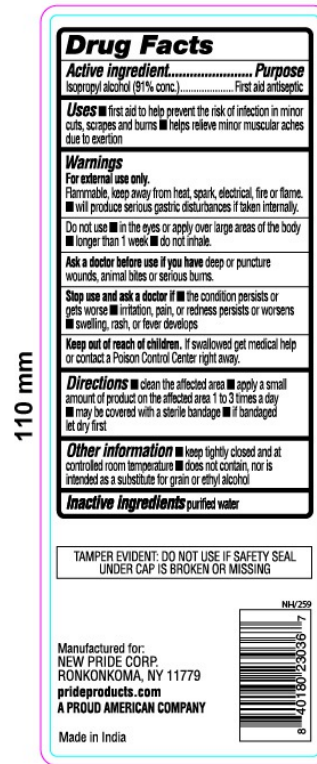 Drug Facts
Active ingredient........................ Purpose
Isopropyl alcohol (91% conc.)...................... First aid antiseptic
Uses ■ first aid to help prevent the risk of infection in minor
cuts, scrapes and burns ■ helps relieve minor muscular aches
due to exertion
Warnings
For external use only.
Flammable, keep away from heat, spark, electrical, fire or flame.
■ will produce serious gastric disturbances if taken internally.
Do not use ■ in the eyes or apply over large areas of the body
■ longer than 1 week ■ do not inhale.
Ask a doctor before use if you have deep or puncture
wounds, animal bites or serious burns.
Stop use and ask a doctor if ■ the condition persists or
gets worse ■ irritation, pain, or redness persists or worsens
■ swelling, rash, or fever develops
Keep out of reach of children. If swallowed get medical help
or contact a Poison Control Center right away.
Directions ■ clean the affected area ■ apply a small
amount of product on the affected area 1 to 3 times a day
■ may be covered with a sterile bandage ■ if bandaged
let dry first
Other information ■ keep tightly closed and at
controlled room temperature ■ does not contain, nor is
intended as a substitute for grain or ethyl alcohol
Inactive ingredients purified water
110 mm
TAMPER EVIDENT: DO NOT USE IF SAFETY SEAL
UNDER CAP IS BROKEN OR MISSING
NH/259
8 40180 23036 7
Manufactured for:
NEW PRIDE CORP.
RONKONKOMA, NY 11779
prideproducts.com
A PROUD AMERICAN COMPANY
Made in India